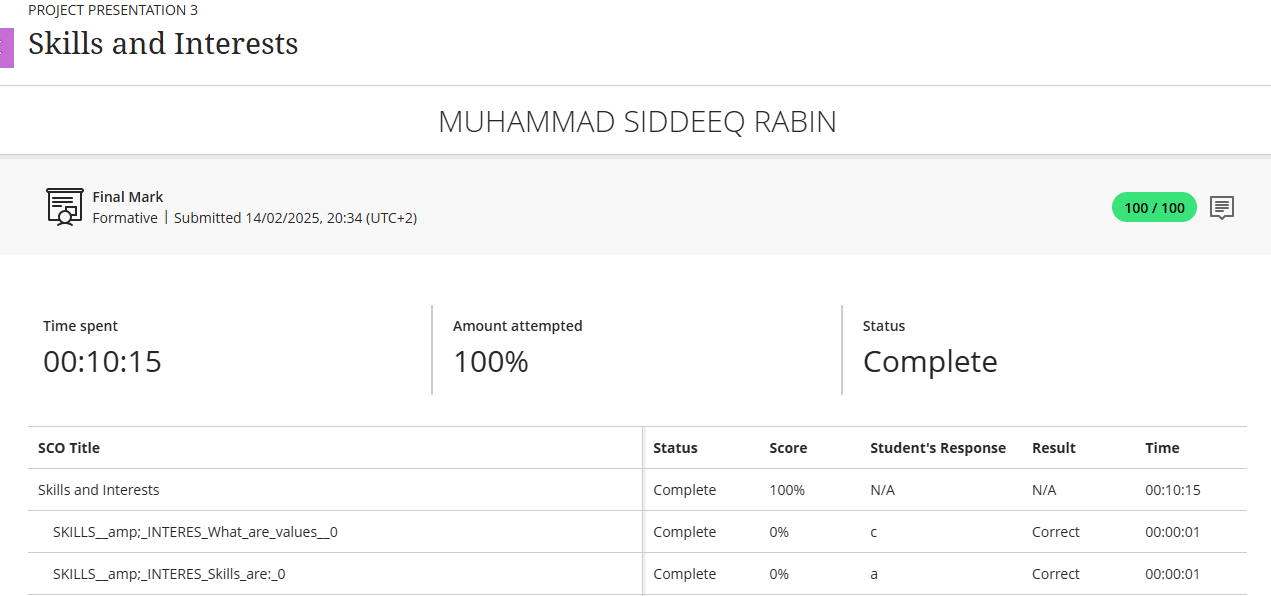 PROJECT PRESENTATION 3
Skills and Interests
MUHAMMAD SIDDEEQ RABIN
Final Mark
Formative | Submitted 14/02/2025, 20:34 (UTC+2)
100 / 100
Time spent
00:10:15
Amount attempted
100%
Status
Complete
SCO Title Status Score Student's Response Result Time
Skills and Interests Complete 100% N/A N/A 00:10:15
SKILLS__amp;_INTERES_What_are_values__0 Complete 0% c Correct 00:00:01
SKILLS__amp;_INTERES_Skills_are:_0 Complete 0% a Correct 00:00:01